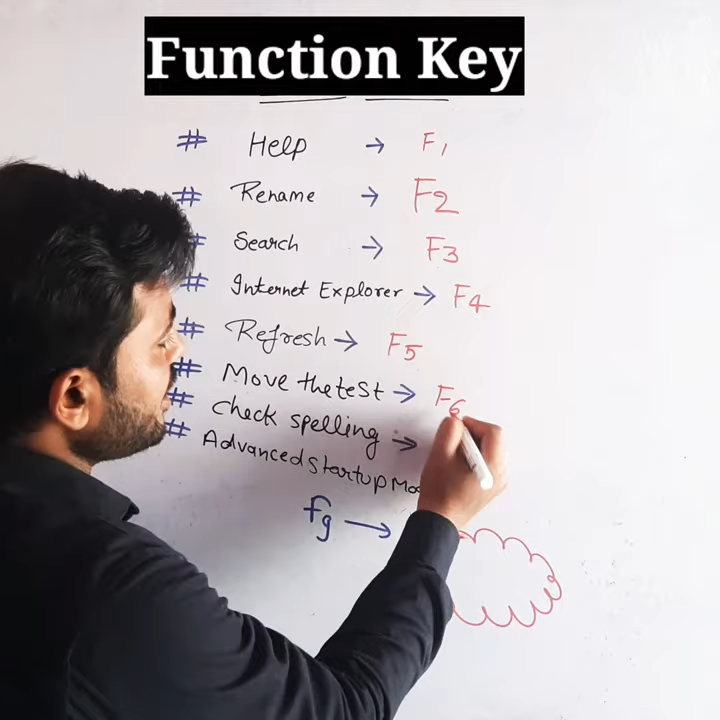 Function Key
# Help → F1
# Rename → F2
# Search → F3
# Internet Explorer → F4
# Refresh → F5
# Move the test → F6
# Check spelling →
# Advanced Startup Mo
f9 →